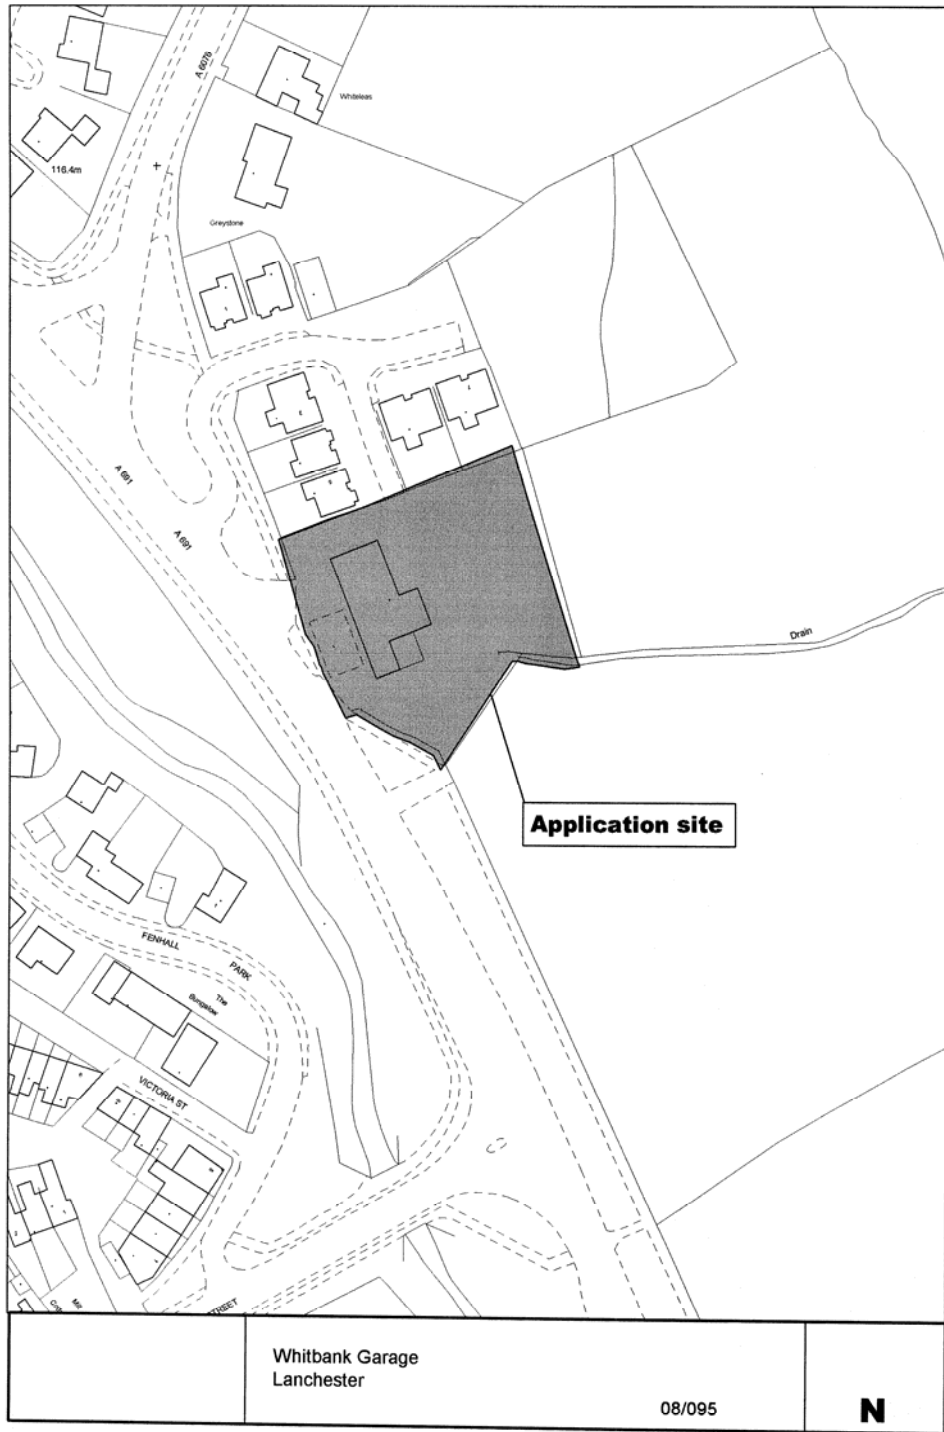 A 6076
Whiteleas
116.4m
Greystone
A 691
A 691
Drain
Application site
FENHALL
PARK
The
Bungalow
VICTORIA ST
STREET
Whitbank Garage
Lanchester
08/095
N